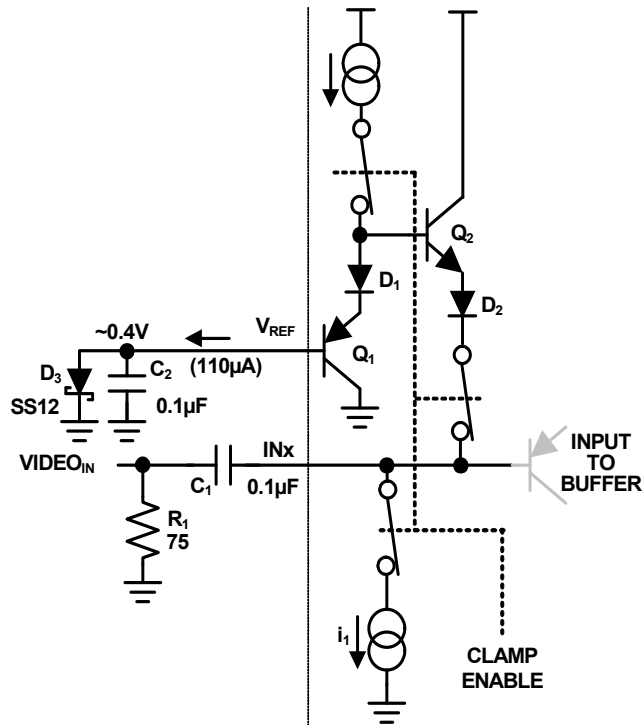 i
Q2
D1
~0.4V
VREF
(110µA)
Q1
D2
D3
SS12
C2
0.1µF
VIDEOIN
C1
0.1µF
INx
INPUT
TO
BUFFER
R1
75
i1
CLAMP
ENABLE